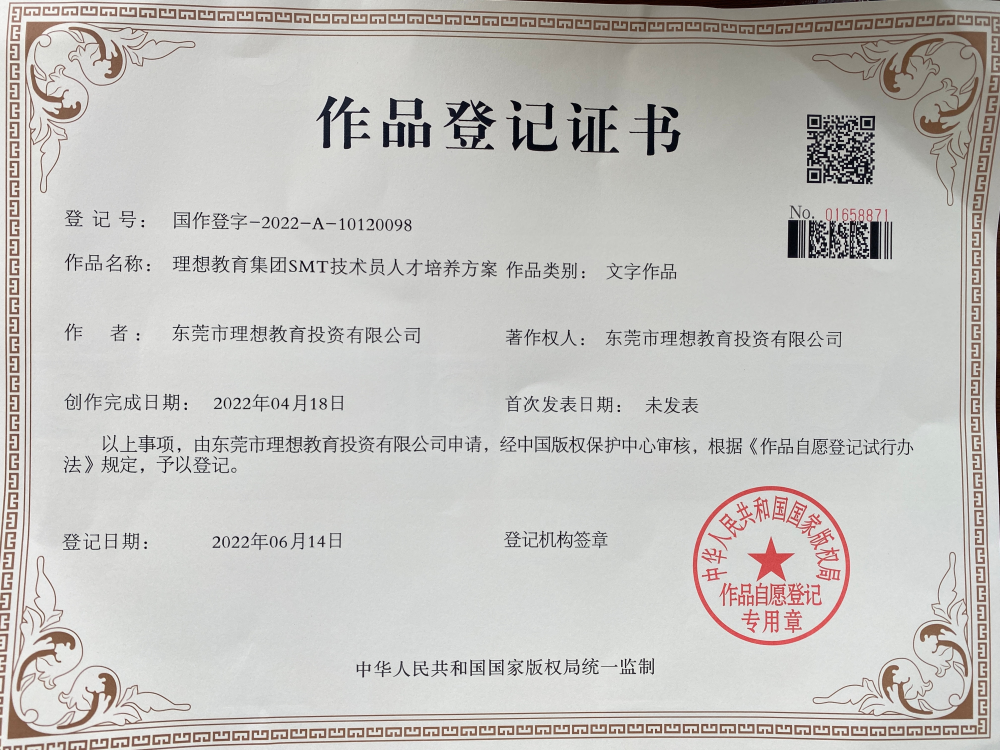 作品登记证书
No. 01658871
登 记 号： 国作登字-2022-A-10120098
作品名称： 理想教育集团SMT技术员人才培养方案 作品类别： 文字作品
作 者： 东莞市理想教育投资有限公司 著作权人： 东莞市理想教育投资有限公司
创作完成日期： 2022年04月18日 首次发表日期： 未发表
以上事项，由东莞市理想教育投资有限公司申请，经中国版权保护中心审核，根据《作品自愿登记试行办
法》规定，予以登记。
登记日期： 2022年06月14日 登记机构签章
中华人民共和国国家版权局
作品自愿登记
专用章
中华人民共和国国家版权局统一监制